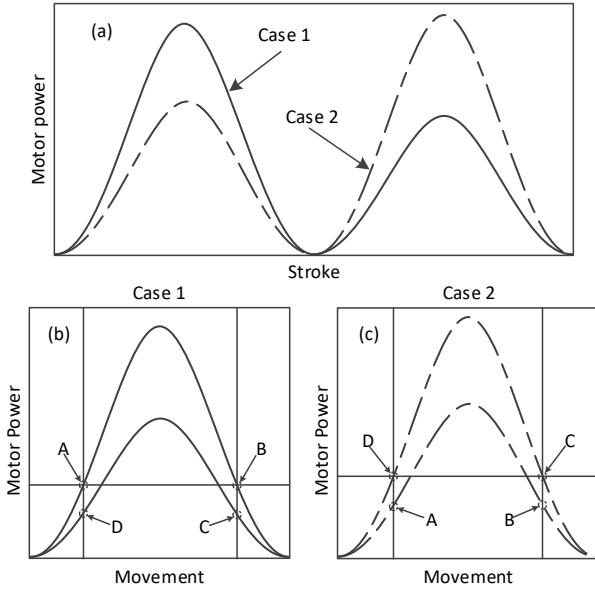 (a)
Case 1
Case 2
Motor power
Stroke
Case 1
Case 2
(b)
(c)
A
B
D
C
D
C
A
B
Motor Power
Motor Power
Movement
Movement